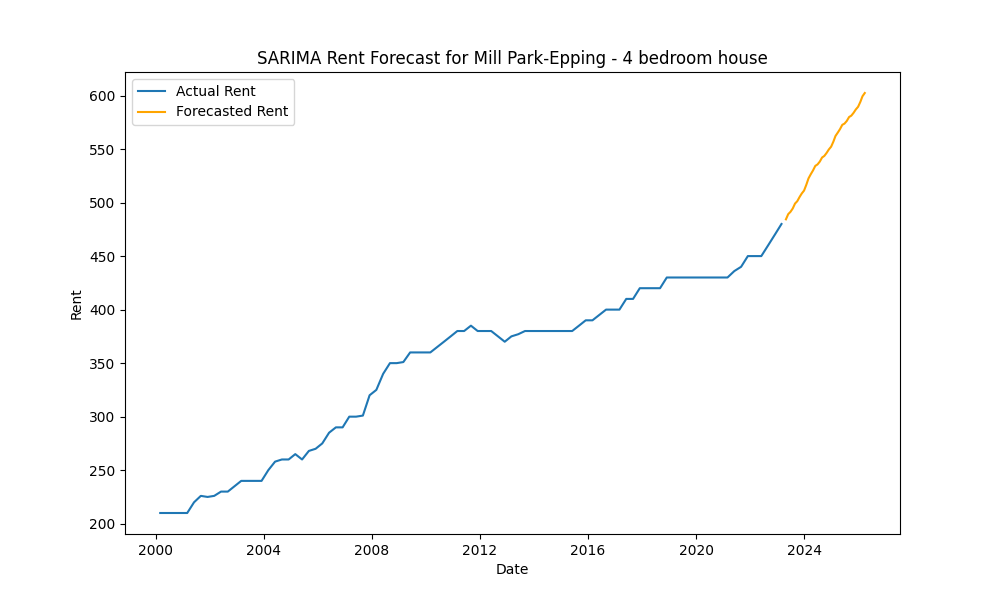 SARIMA Rent Forecast for Mill Park-Epping - 4 bedroom house
Actual Rent
Forecasted Rent
600
550
500
450
400
350
300
250
200
Rent
2000 2004 2008 2012 2016 2020 2024
Date